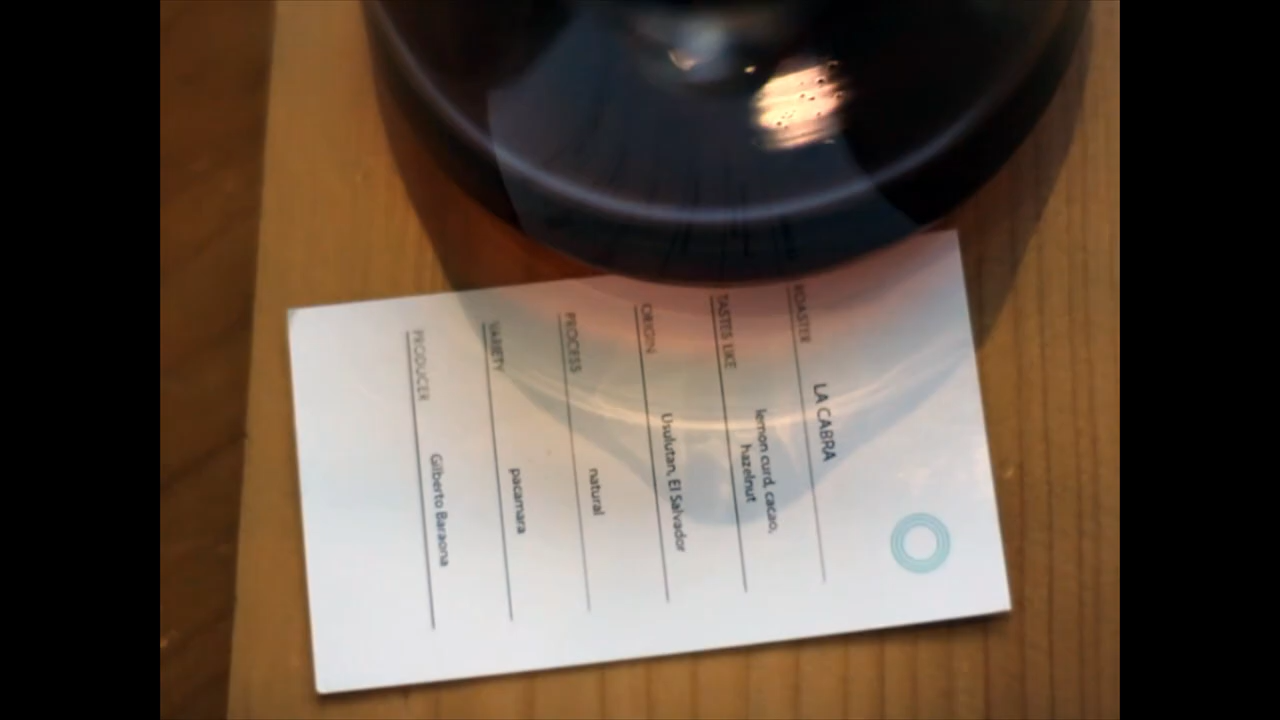 ROASTER
LA CABRA
TASTES LIKE
lemon curd, cacao,
hazelnut
ORIGIN
Usulutan, El Salvador
PROCESS
natural
VARIETY
pacamara
PRODUCER
Gilberto Baraona